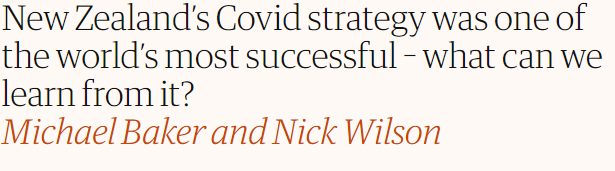 New Zealand’s Covid strategy was one of
the world’s most successful – what can we
learn from it?
Michael Baker and Nick Wilson